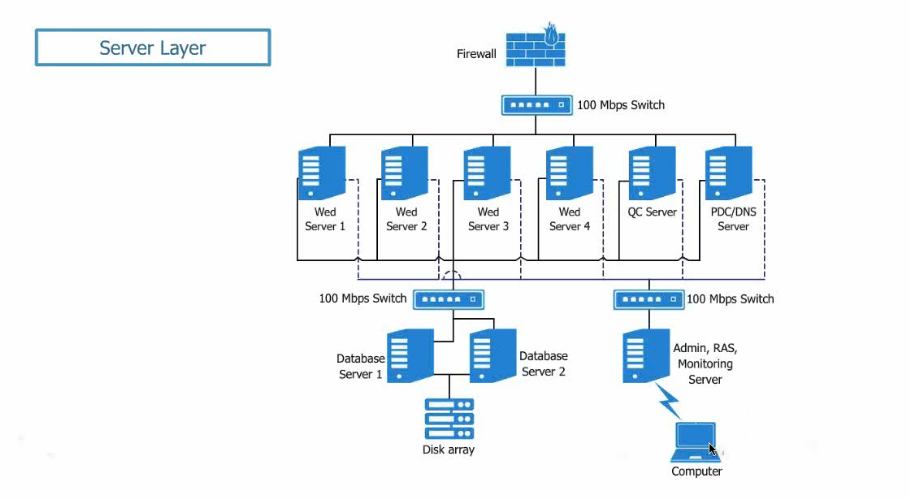 Server Layer
Firewall
100 Mbps Switch
Wed
Server 1
Wed
Server 2
Wed
Server 3
Wed
Server 4
QC Server
PDC/DNS
Server
100 Mbps Switch
100 Mbps Switch
Database
Server 1
Database
Server 2
Admin, RAS,
Monitoring
Server
Disk array
Computer